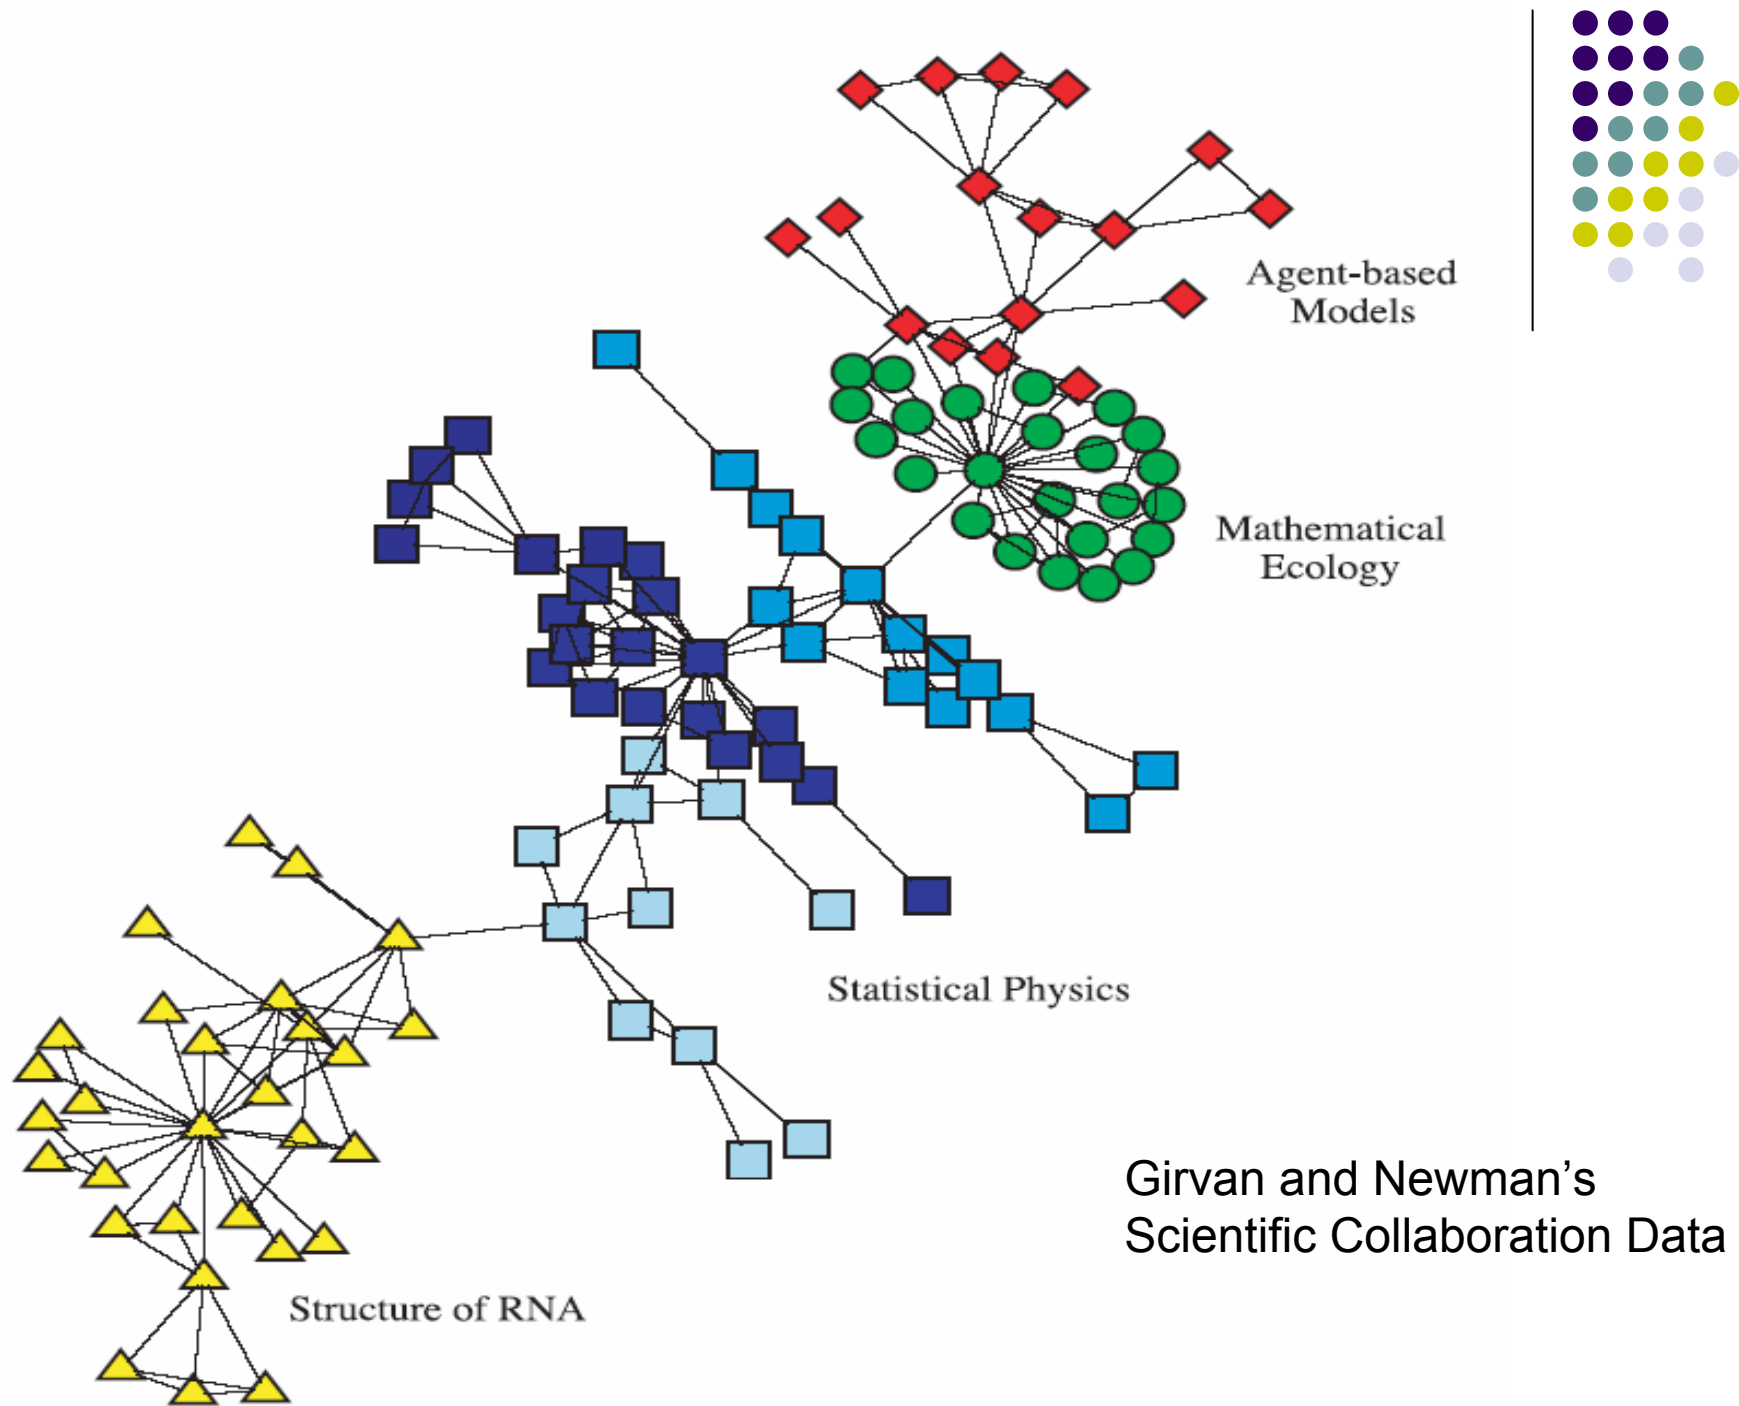 Agent-based
Models
Mathematical
Ecology
Statistical Physics
Girvan and Newman’s
Scientific Collaboration Data
Structure of RNA